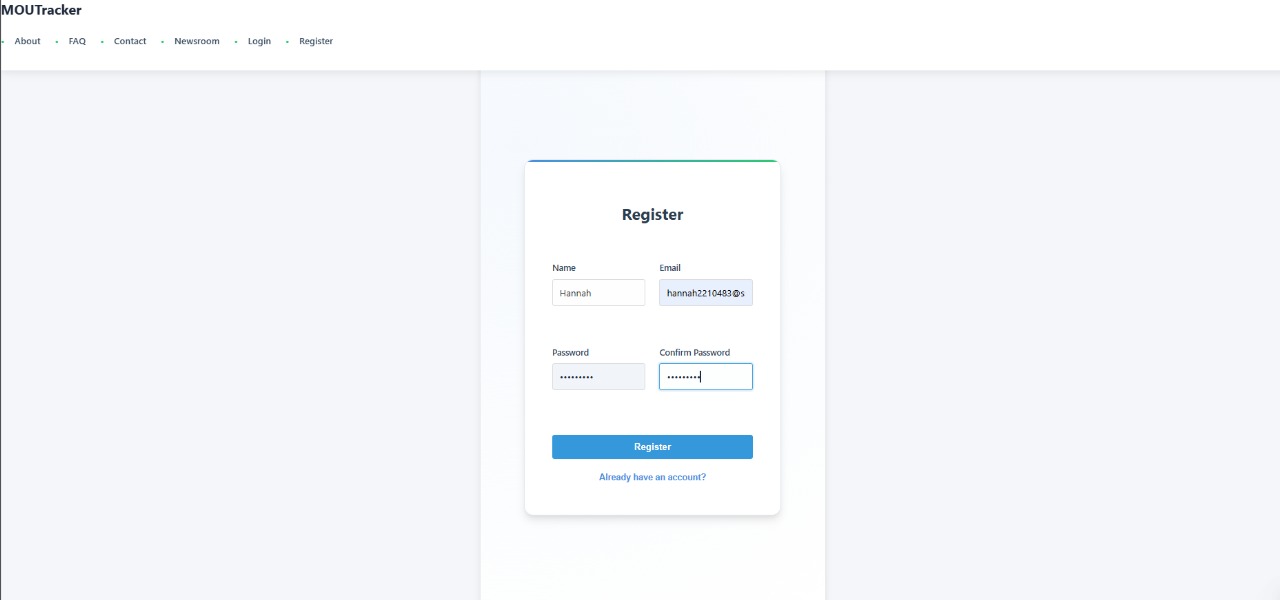 MOUTracker
About FAQ Contact Newsroom Login Register
Register
Name Email
Hannah hannah2210483@s
Password Confirm Password
••••••••• •••••••••
Register
Already have an account?